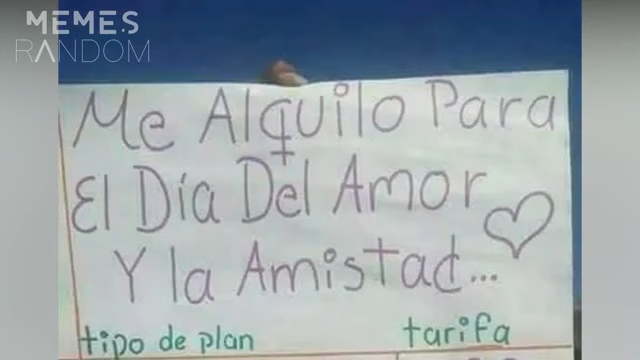 MEMES
RANDOM
Me Alquilo Para
El Día Del Amor
Y la Amistad...
tipo de plan tarifa